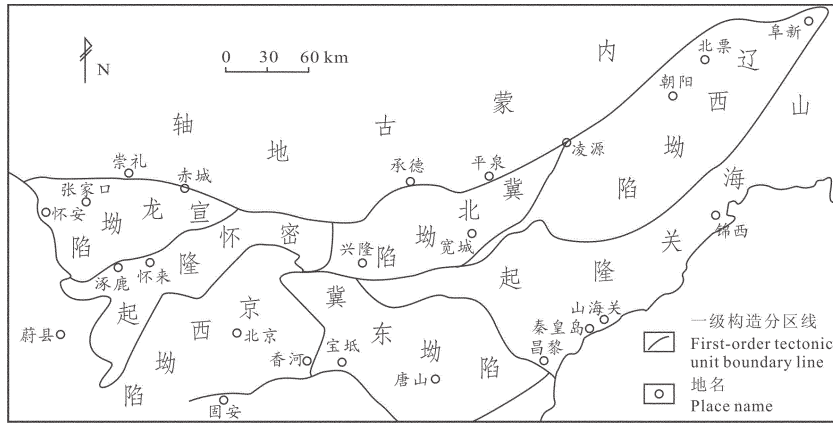 N
0 30 60 km
内蒙古地轴
辽西坳陷
山海关隆起
冀北坳陷
宣龙坳陷
密怀隆起
京西坳陷
冀东坳陷
阜新
北票
朝阳
凌源
平泉
承德
崇礼
赤城
张家口
怀安
宽城
兴隆
锦西
涿鹿
怀来
山海关
秦皇岛
昌黎
蔚县
北京
香河
宝坻
唐山
固安
一级构造分区线
First-order tectonic
unit boundary line
地名
Place name